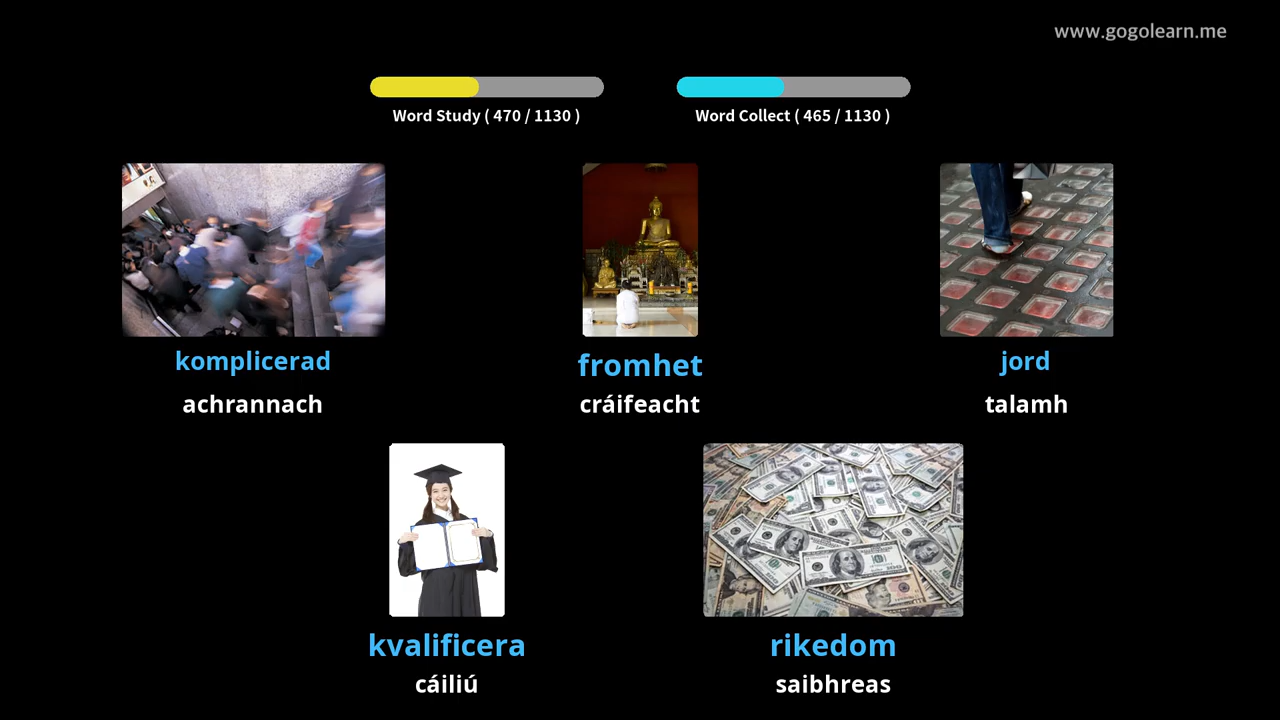 www.gogolearn.me
Word Study ( 470 / 1130 )
Word Collect ( 465 / 1130 )
komplicerad
achrannach
fromhet
cráifeacht
jord
talamh
kvalificera
cáiliú
rikedom
saibhreas